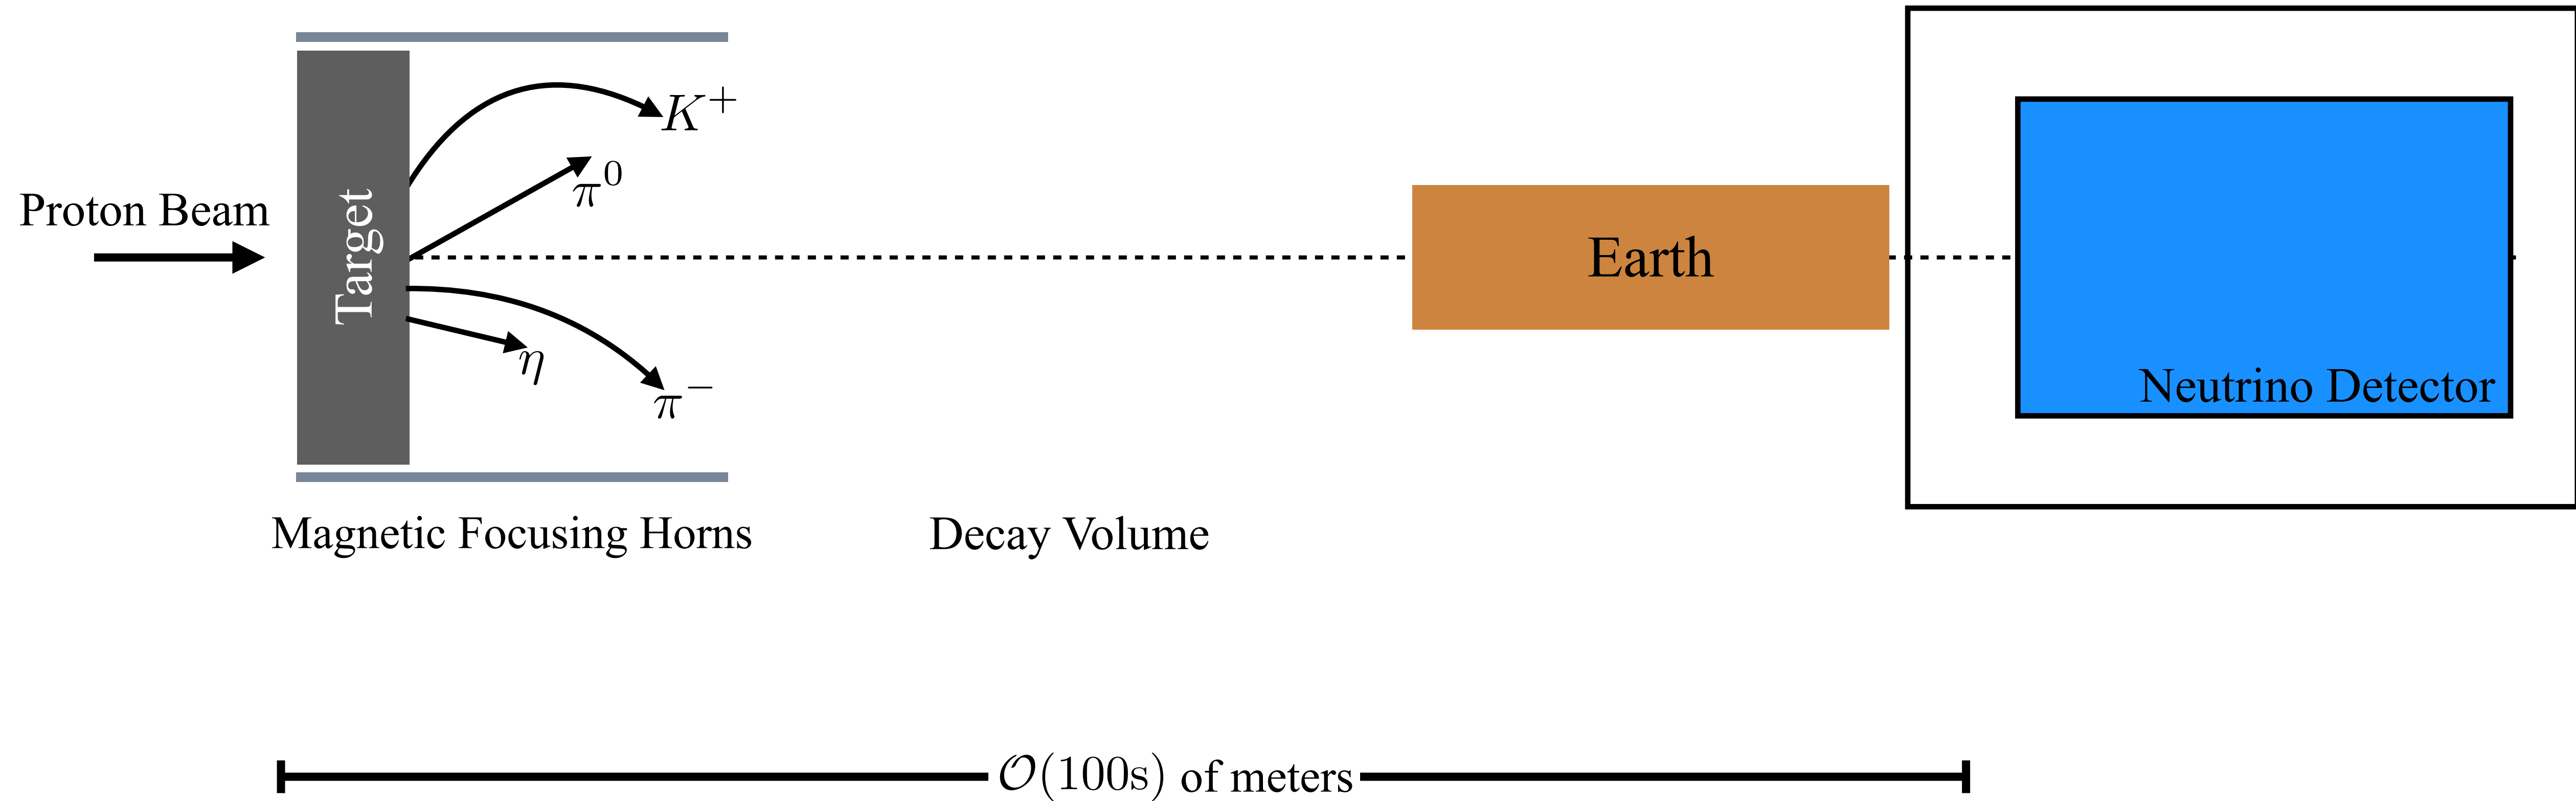 K⁺
π⁰
Proton Beam
Target
Earth
η
π⁻
Neutrino Detector
Magnetic Focusing Horns
Decay Volume
𝒪(100s) of meters